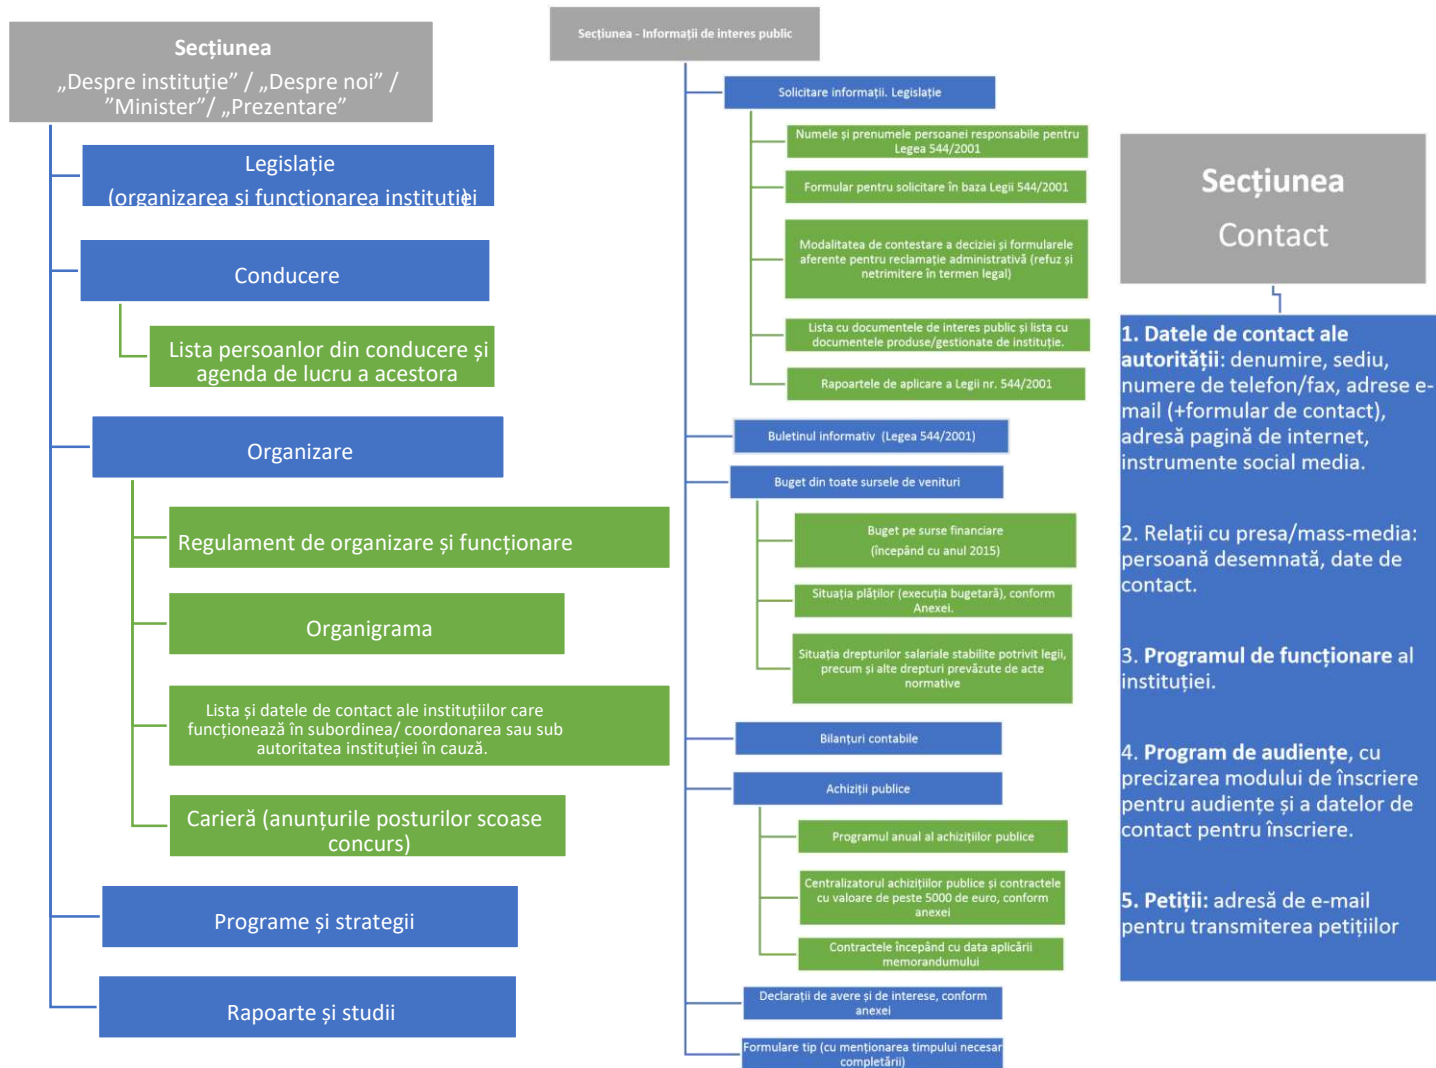 Secțiunea
„Despre instituție” / „Despre noi” /
”Minister”/ „Prezentare”
Legislație
(organizarea si functionarea institutiei)
Conducere
Lista persoanlor din conducere și
agenda de lucru a acestora
Organizare
Regulament de organizare și funcționare
Organigrama
Lista și datele de contact ale instituțiilor care
funcționează în subordinea/ coordonarea sau sub
autoritatea instituției în cauză.
Carieră (anunțurile posturilor scoase
concurs)
Programe și strategii
Rapoarte și studii
Secțiunea - Informații de interes public
Solicitare informații. Legislație
Numele și prenumele persoanei responsabile pentru
Legea 544/2001
Formular pentru solicitare în baza Legii 544/2001
Modalitatea de contestare a deciziei și formularele
aferente pentru reclamație administrativă (refuz și
netrimitere în termen legal)
Lista cu documentele de interes public și lista cu
documentele produse/gestionate de instituție.
Rapoartele de aplicare a Legii nr. 544/2001
Buletinul informativ (Legea 544/2001)
Buget din toate sursele de venituri
Buget pe surse financiare
(începând cu anul 2015)
Situația plăților (execuția bugetară), conform
Anexei.
Situația drepturilor salariale stabilite potrivit legii,
precum și alte drepturi prevăzute de acte
normative
Bilanțuri contabile
Achiziții publice
Programul anual al achizițiilor publice
Centralizatorul achizițiilor publice și contractele
cu valoare de peste 5000 de euro, conform
anexei
Contractele începând cu data aplicării
memorandumului
Declarații de avere și de interese, conform
anexei
Formulare tip (cu menționarea timpului necesar
completării)
Secțiunea
Contact
1. Datele de contact ale
autorității: denumire, sediu,
numere de telefon/fax, adrese e-
mail (+formular de contact),
adresă pagină de internet,
instrumente social media.
2. Relații cu presa/mass-media:
persoană desemnată, date de
contact.
3. Programul de funcționare al
instituției.
4. Program de audiențe, cu
precizarea modului de înscriere
pentru audiențe și a datelor de
contact pentru înscriere.
5. Petiții: adresă de e-mail
pentru transmiterea petițiilor